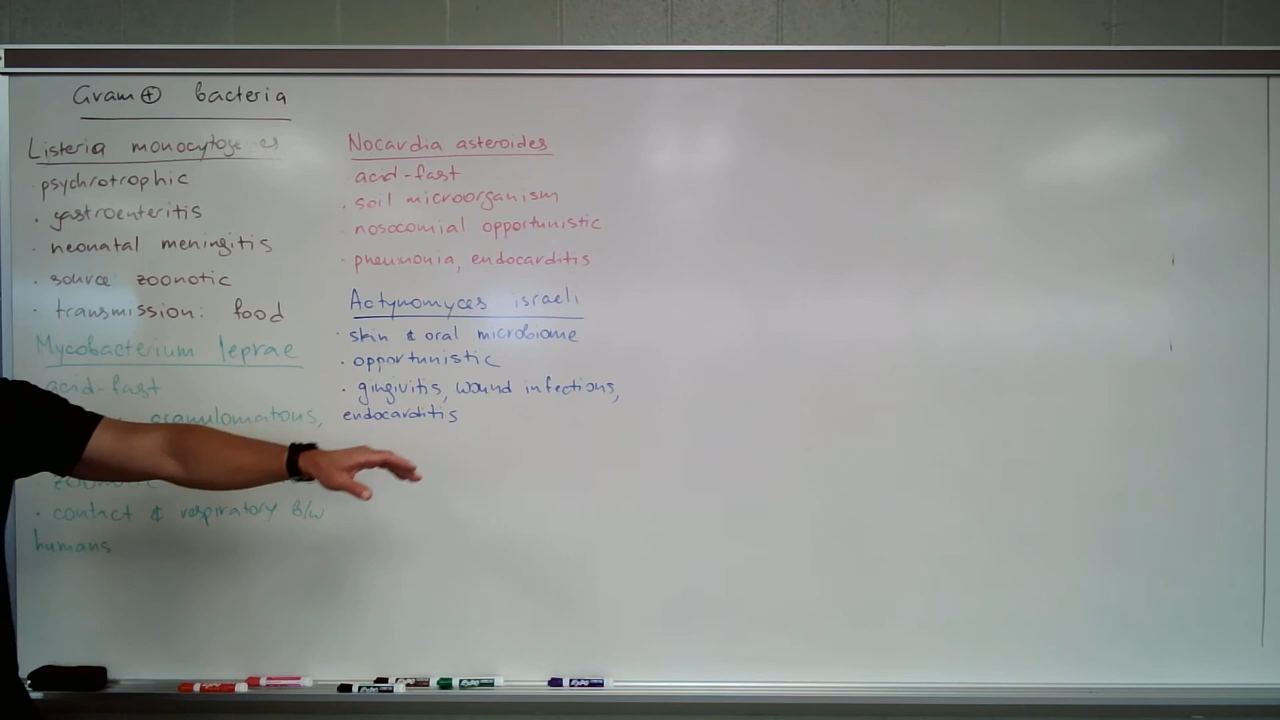 Gram ⊕ bacteria
Listeria monocytoge es
· psychrotrophic
· gastroenteritis
· neonatal meningitis
· source zoonotic
· transmission: food
Mycobacterium leprae
acid-fast
granulomatous,
· contact & respiratory B/w
humans
Nocardia asteroides
acid-fast
· soil microorganism
· nosocomial opportunistic
· pneumonia, endocarditis
Actynomyces israeli
· skin & oral microbiome
· opportunistic
· gingivitis, wound infections,
endocarditis